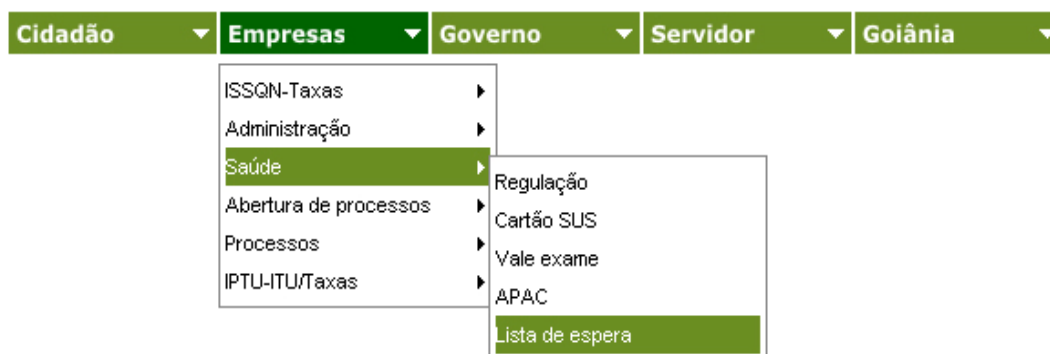 Cidadão Empresas Governo Servidor Goiânia
ISSQN-Taxas
Administração
Saúde
Abertura de processos
Processos
IPTU-ITU/Taxas
Regulação
Cartão SUS
Vale exame
APAC
Lista de espera